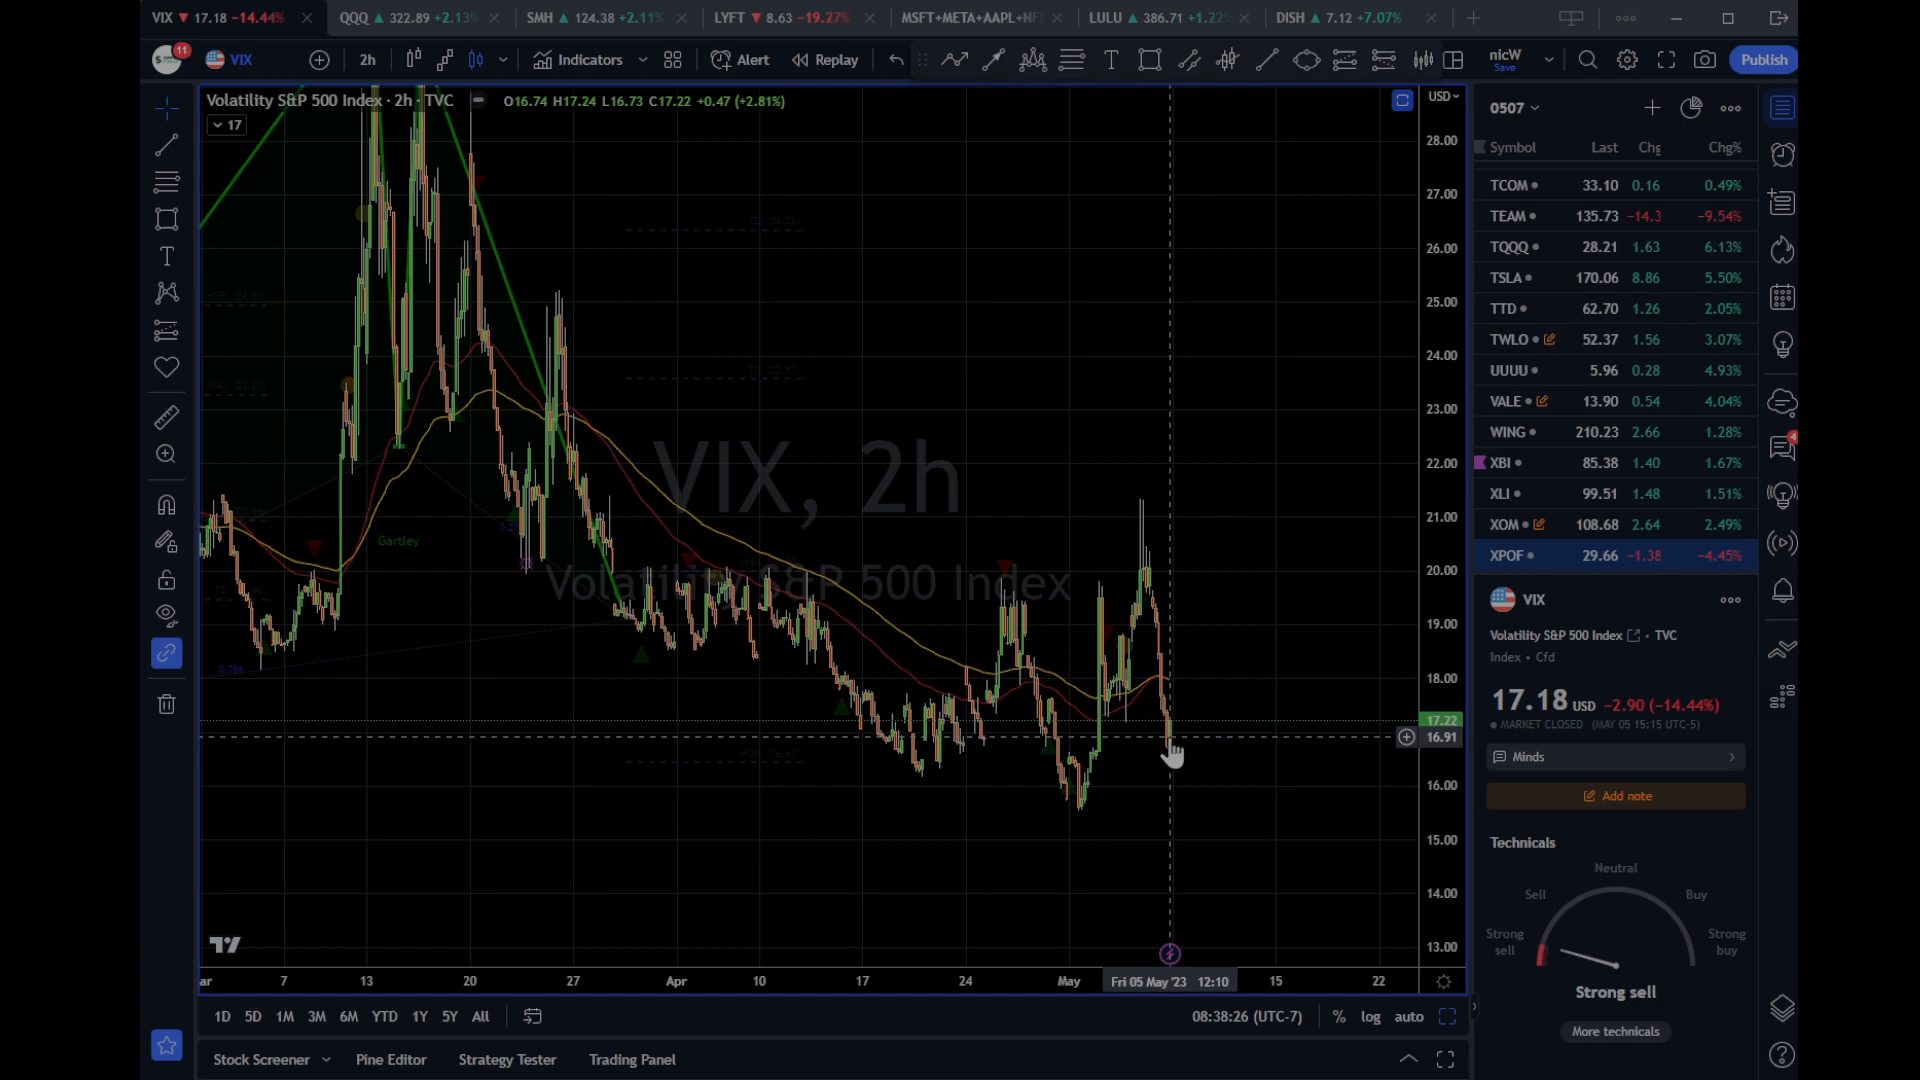 VIX 17.18 −14.44%
QQQ 322.89 +2.13%
SMH 124.38 +2.11%
LYFT 8.63 −19.27%
MSFT+META+AAPL+NF
LULU 386.71 +1.22%
DISH 7.12 +7.07%
11
VIX
2h
Indicators
Alert
Replay
nicW
Save
Publish
Volatility S&P 500 Index · 2h · TVC
O16.74 H17.24 L16.73 C17.22 +0.47 (+2.81%)
17
USD
28.00
27.00
26.00
25.00
24.00
23.00
22.00
21.00
20.00
19.00
18.00
17.22
16.91
16.00
15.00
14.00
13.00
VIX, 2h
Volatility S&P 500 Index
Gartley
0.786
ar
7
13
20
27
Apr
10
17
24
May
Fri 05 May '23 12:10
15
22
1D
5D
1M
3M
6M
YTD
1Y
5Y
All
08:38:26 (UTC-7)
%
log
auto
Stock Screener
Pine Editor
Strategy Tester
Trading Panel
0507
Symbol Last Chg Chg%
TCOM 33.10 0.16 0.49%
TEAM 135.73 −14.3 −9.54%
TQQQ 28.21 1.63 6.13%
TSLA 170.06 8.86 5.50%
TTD 62.70 1.26 2.05%
TWLO 52.37 1.56 3.07%
UUUU 5.96 0.28 4.93%
VALE 13.90 0.54 4.04%
WING 210.23 2.66 1.28%
XBI 85.38 1.40 1.67%
XLI 99.51 1.48 1.51%
XOM 108.68 2.64 2.49%
XPOF 29.66 −1.38 −4.45%
4
VIX
Volatility S&P 500 Index • TVC
Index • Cfd
17.18 USD −2.90 (−14.44%)
MARKET CLOSED (MAY 05 15:15 UTC-5)
Minds
Add note
Technicals
Neutral
Sell
Buy
Strong sell
Strong buy
Strong sell
More technicals